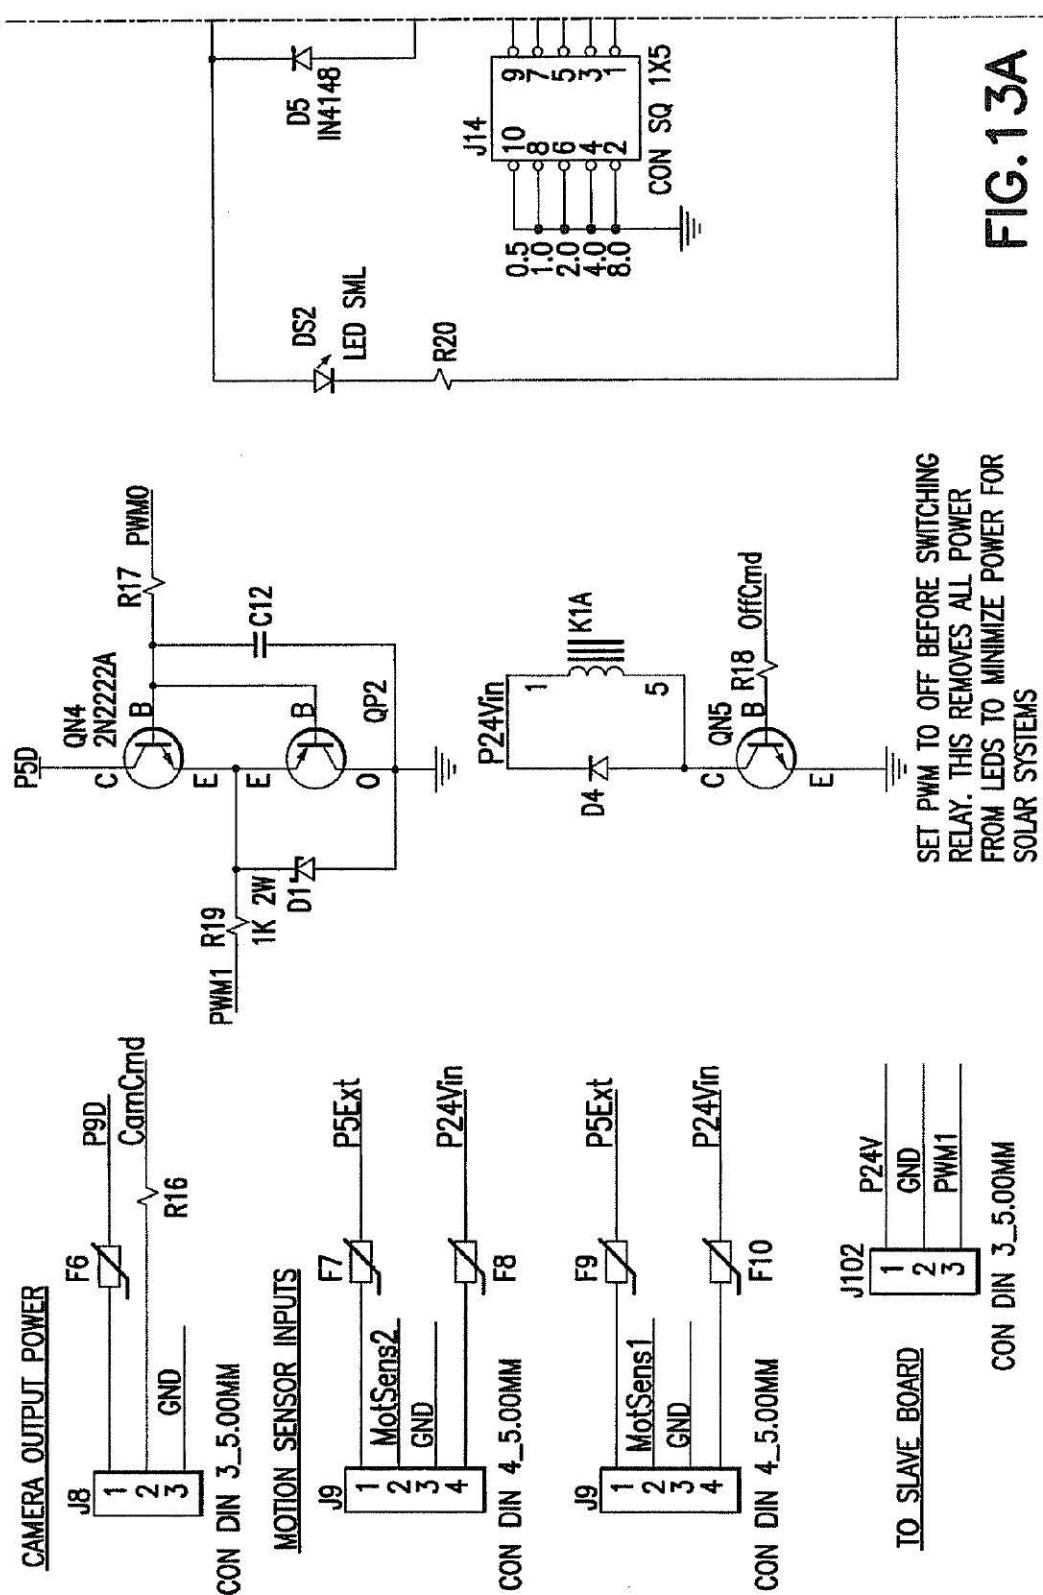 CAMERA OUTPUT POWER
J8
1
2
3
F6
P9D
CamCmd
R16
GND
CON DIN 3_5.00MM
MOTION SENSOR INPUTS
J9
1
2
3
4
F7
P5Ext
MotSens2
GND
P24Vin
F8
CON DIN 4_5.00MM
J9
1
2
3
4
F9
P5Ext
MotSens1
GND
P24Vin
F10
CON DIN 4_5.00MM
TO SLAVE BOARD
J102
1
2
3
P24V
GND
PWM1
CON DIN 3_5.00MM
P5D
QN4
2N2222A
C
B
E
R17
PWM0
PWM1
R19
1K 2W
D1
E
B
O
QP2
C12
P24Vin
1
5
K1A
D4
QN5
C
B
E
R18
OffCmd
SET PWM TO OFF BEFORE SWITCHING
RELAY. THIS REMOVES ALL POWER
FROM LEDS TO MINIMIZE POWER FOR
SOLAR SYSTEMS
DS2
LED SML
R20
D5
IN4148
J14
0.5
10
9
1.0
8
7
2.0
6
5
4.0
4
3
8.0
2
1
CON SQ 1X5
FIG.13A